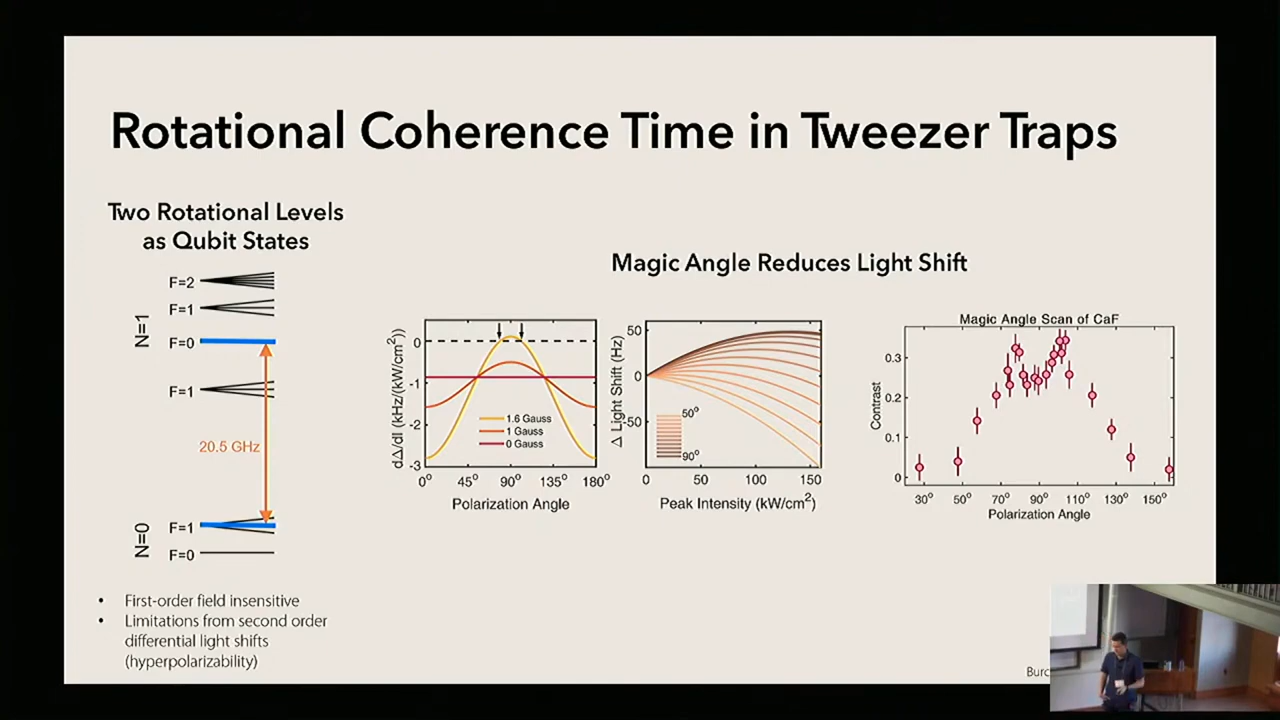 Rotational Coherence Time in Tweezer Traps
Two Rotational Levels
as Qubit States
N=1
F=2
F=1
F=0
F=1
20.5 GHz
N=0
F=1
F=0
• First-order field insensitive
• Limitations from second order
differential light shifts
(hyperpolarizability)
Magic Angle Reduces Light Shift
dΔ/dI (kHz/(kW/cm²))
0
-1
-2
-3
1.6 Gauss
1 Gauss
0 Gauss
0° 45° 90° 135° 180°
Polarization Angle
Δ Light Shift (Hz)
50
0
-50
50°
90°
0 50 100 150
Peak Intensity (kW/cm²)
Magic Angle Scan of CaF
Contrast
0.3
0.2
0.1
0
30° 50° 70° 90° 110° 130° 150°
Polarization Angle